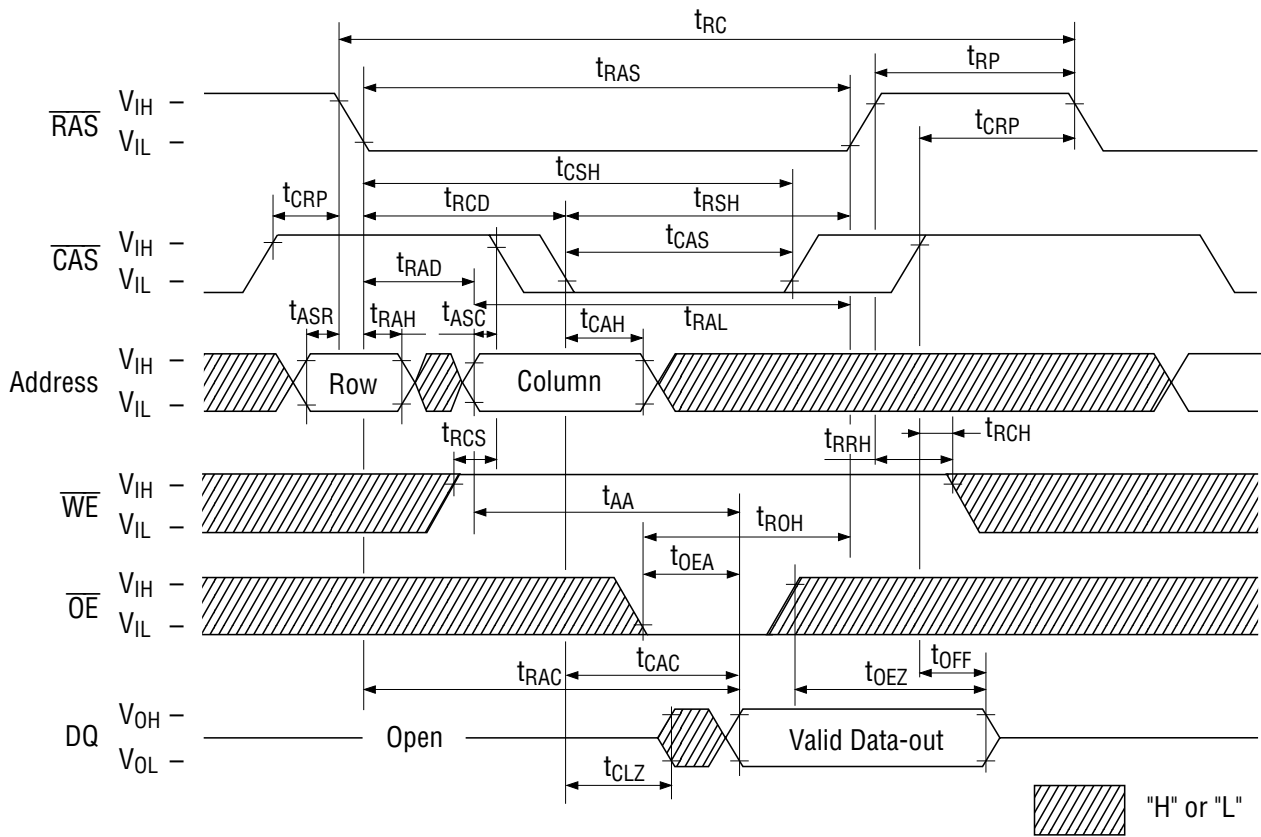 tRC
tRP
tRAS
RAS
VIH
VIL
tCRP
tCSH
tCRP
tRCD
tRSH
CAS
VIH
VIL
tCAS
tRAD
tASR
tRAH
tASC
tCAH
tRAL
Address
VIH
VIL
Row
Column
tRCS
tRRH
tRCH
WE
VIH
VIL
tAA
tROH
tOEA
OE
VIH
VIL
tCAC
tOFF
tRAC
tOEZ
DQ
VOH
VOL
Open
Valid Data-out
tCLZ
"H" or "L"